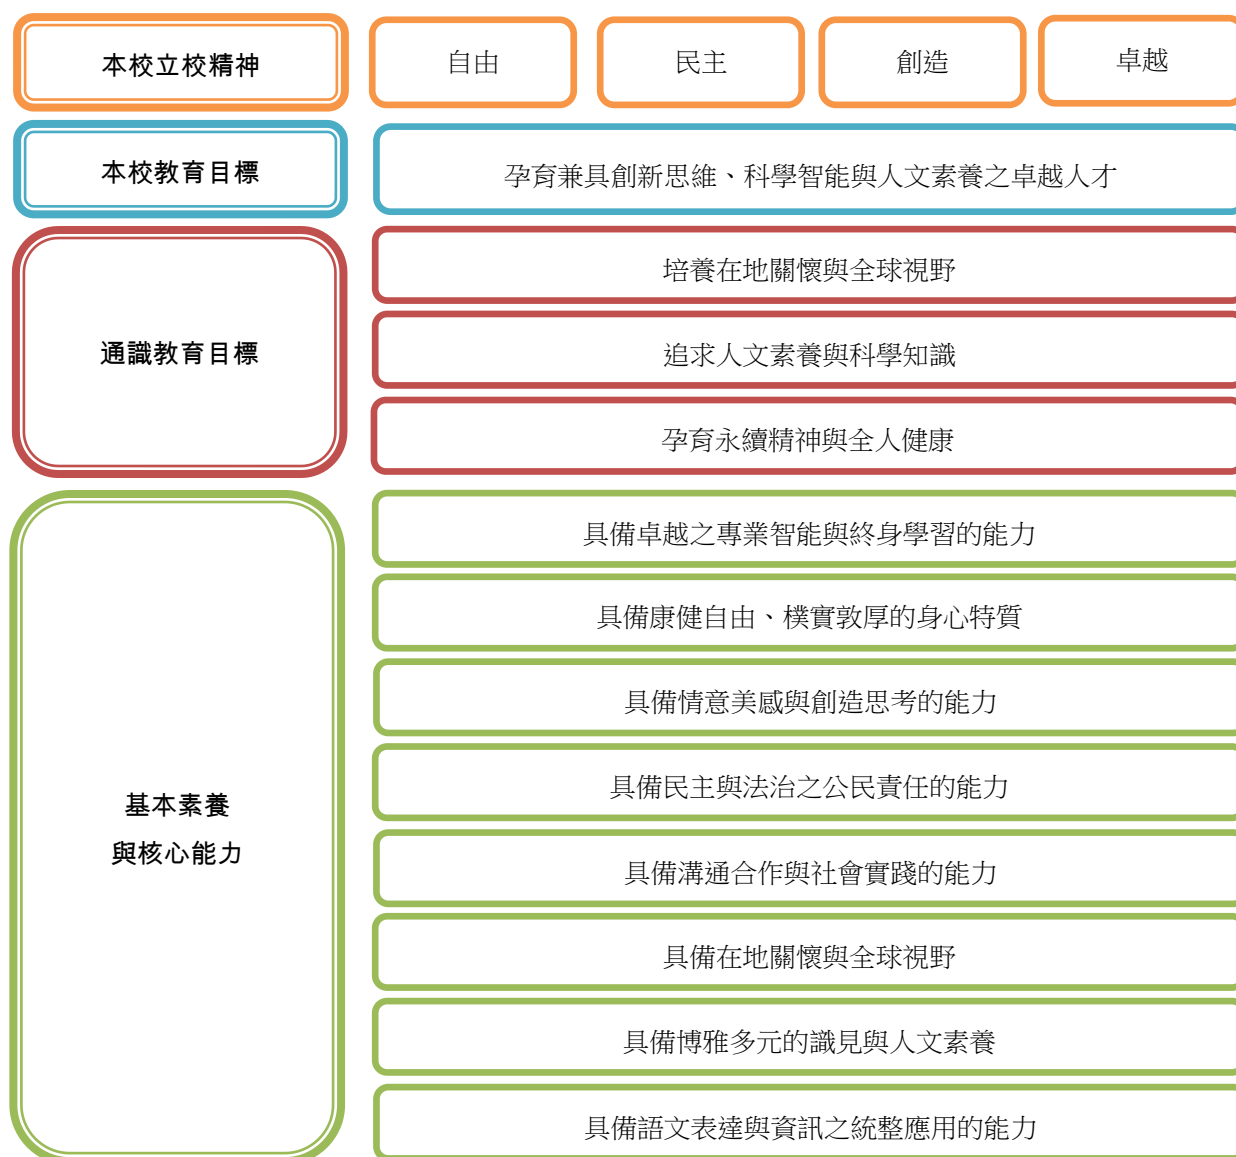 本校立校精神
自由
民主
創造
卓越
本校教育目標
孕育兼具創新思維、科學智能與人文素養之卓越人才
通識教育目標
培養在地關懷與全球視野
追求人文素養與科學知識
孕育永續精神與全人健康
基本素養
與核心能力
具備卓越之專業智能與終身學習的能力
具備康健自由、樸實敦厚的身心特質
具備情意美感與創造思考的能力
具備民主與法治之公民責任的能力
具備溝通合作與社會實踐的能力
具備在地關懷與全球視野
具備博雅多元的識見與人文素養
具備語文表達與資訊之統整應用的能力